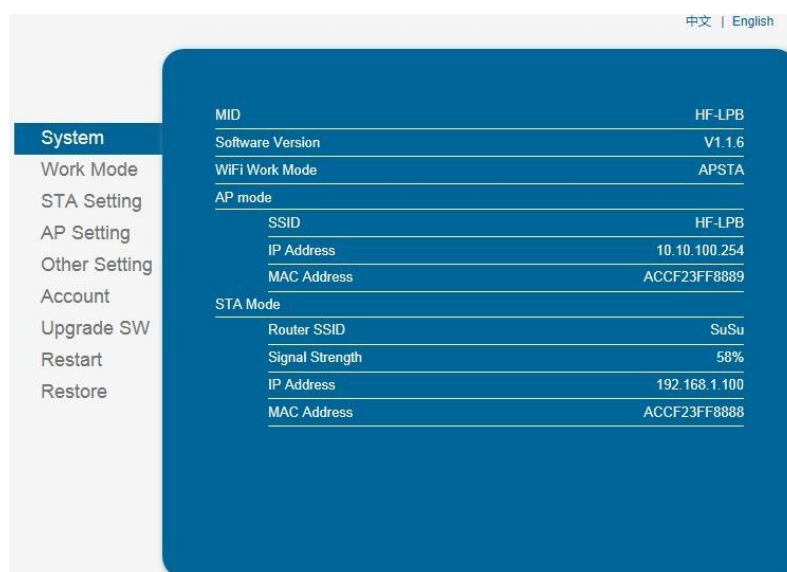 中文 | English
System
Work Mode
STA Setting
AP Setting
Other Setting
Account
Upgrade SW
Restart
Restore
MID HF-LPB
Software Version V1.1.6
WiFi Work Mode APSTA
AP mode
SSID HF-LPB
IP Address 10.10.100.254
MAC Address ACCF23FF8889
STA Mode
Router SSID SuSu
Signal Strength 58%
IP Address 192.168.1.100
MAC Address ACCF23FF8888